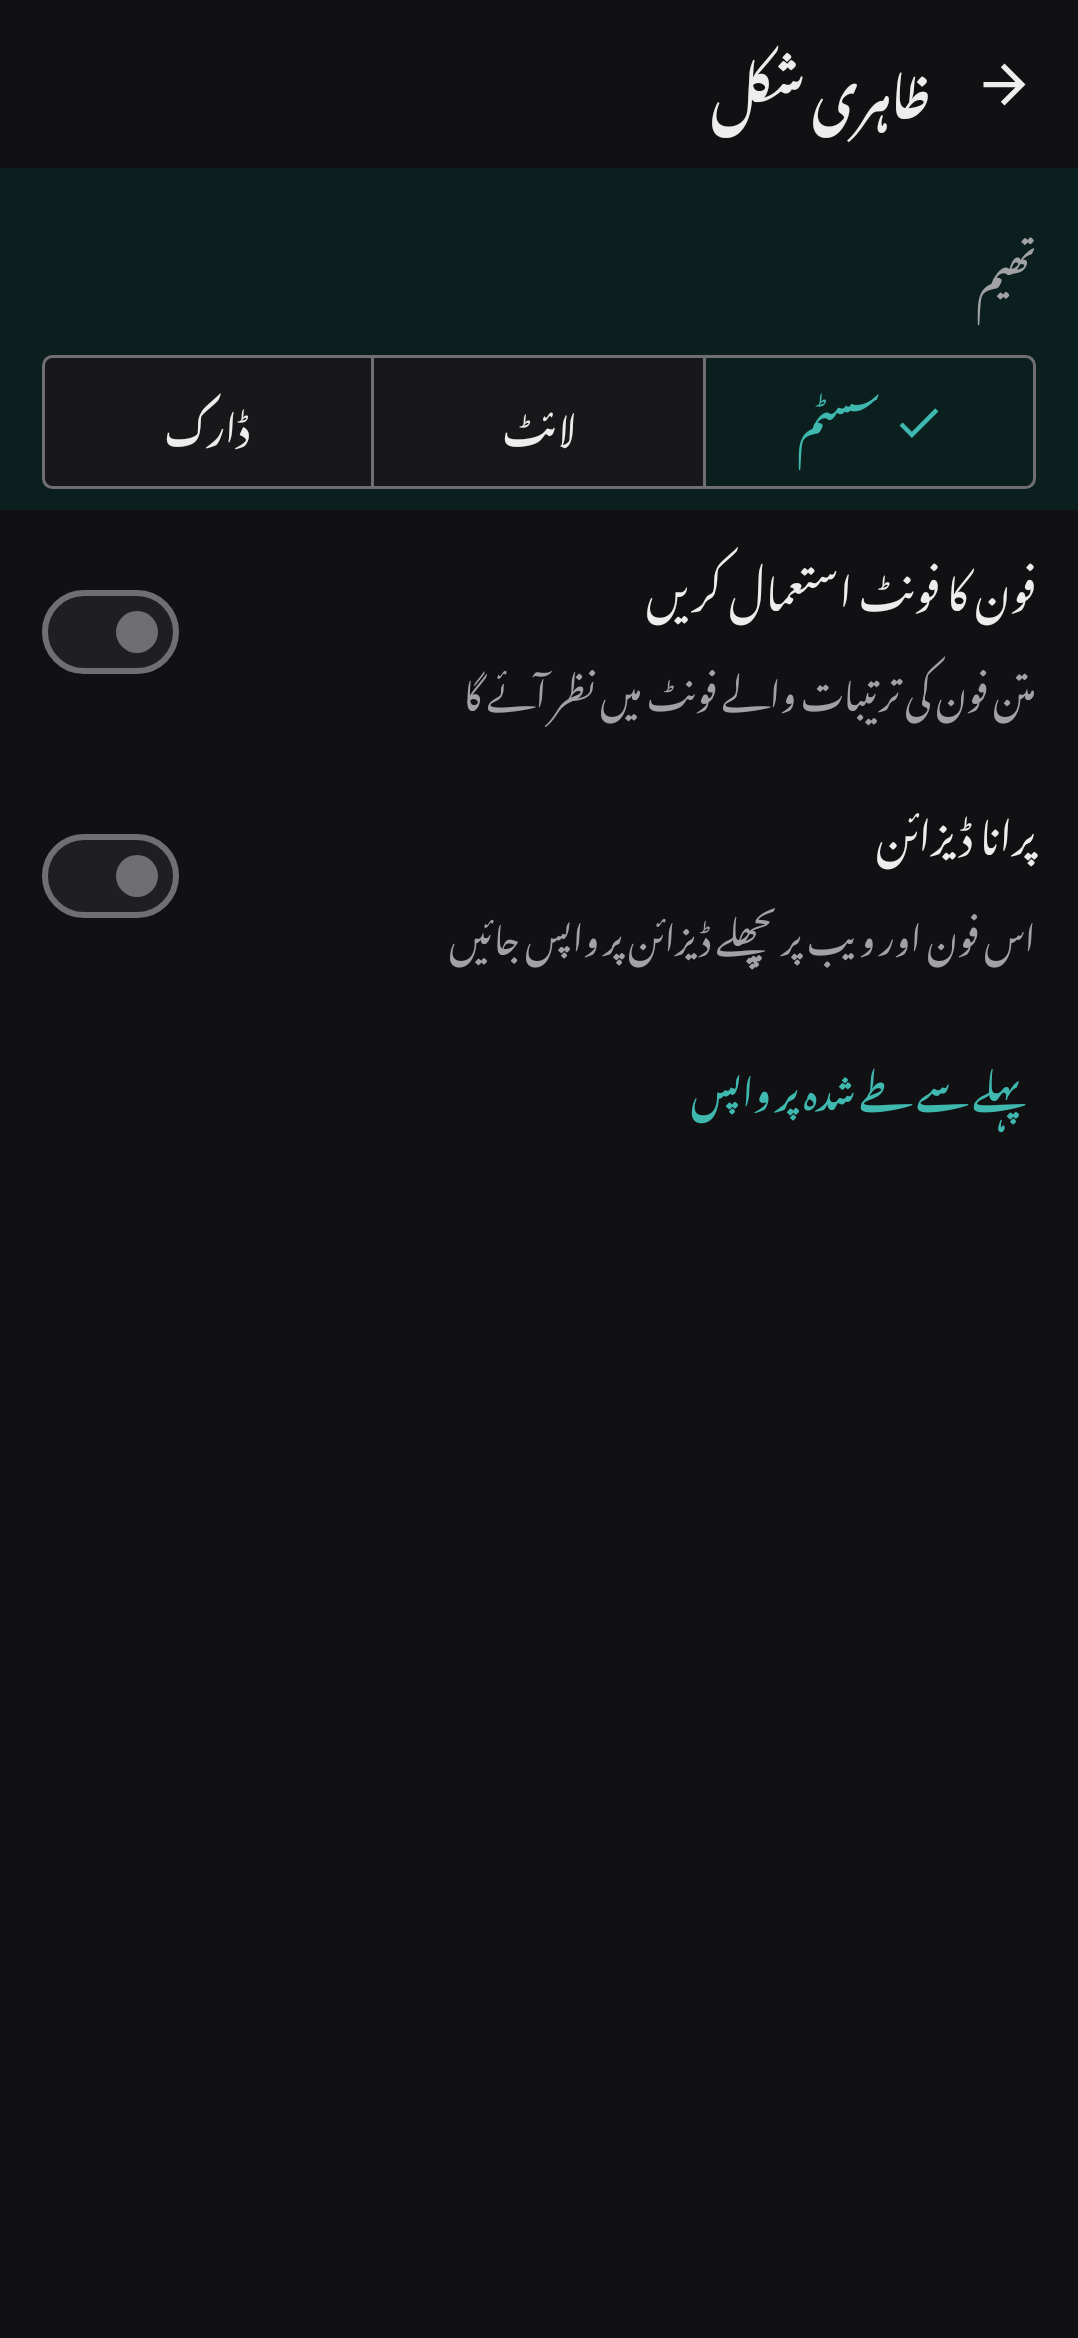 ظاہری شکل
تھیم
سسٹم
لائٹ
ڈارک
فون کا فونٹ استعمال کریں
متن فون کی ترتیبات والے فونٹ میں نظر آئے گا
پرانا ڈیزائن
اس فون اور ویب پر پچھلے ڈیزائن پر واپس جائیں
پہلے سے طے شدہ پر واپس